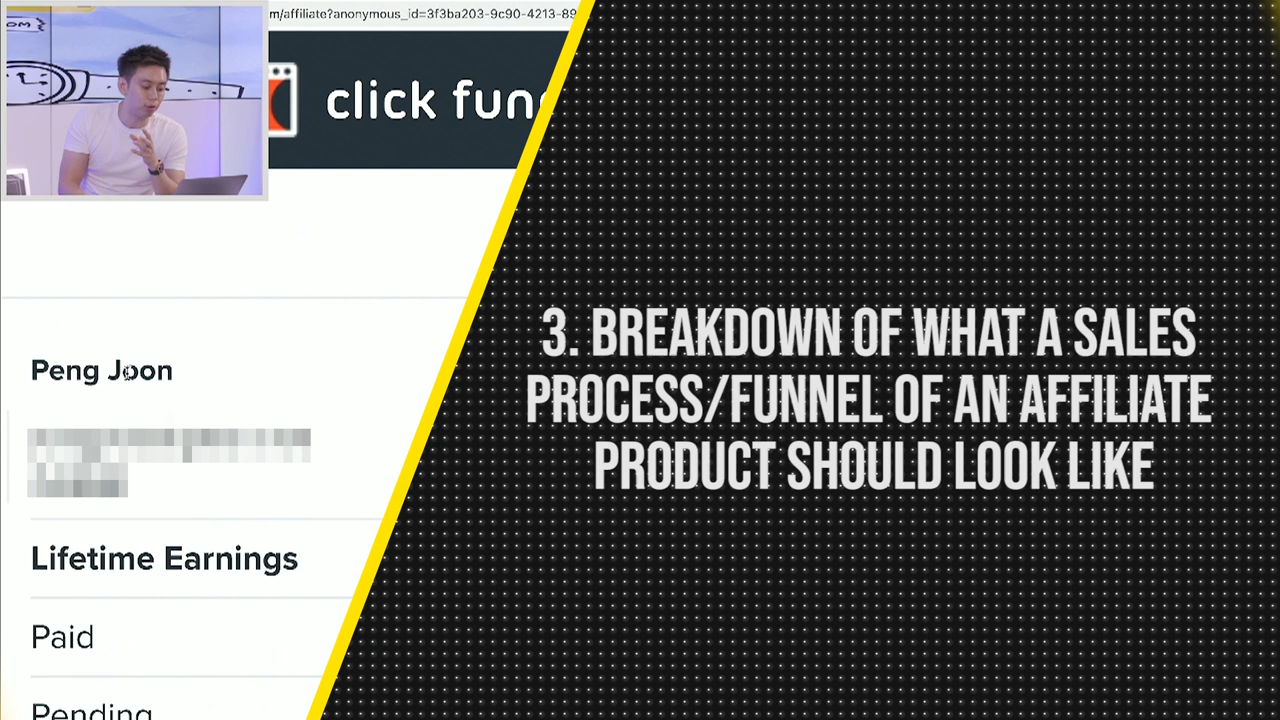 m/affiliate?anonymous_id=3f3ba203-9c90-4213-89
click fun
Peng Joon
Lifetime Earnings
Paid
Pending
3. BREAKDOWN OF WHAT A SALES
PROCESS/FUNNEL OF AN AFFILIATE
PRODUCT SHOULD LOOK LIKE